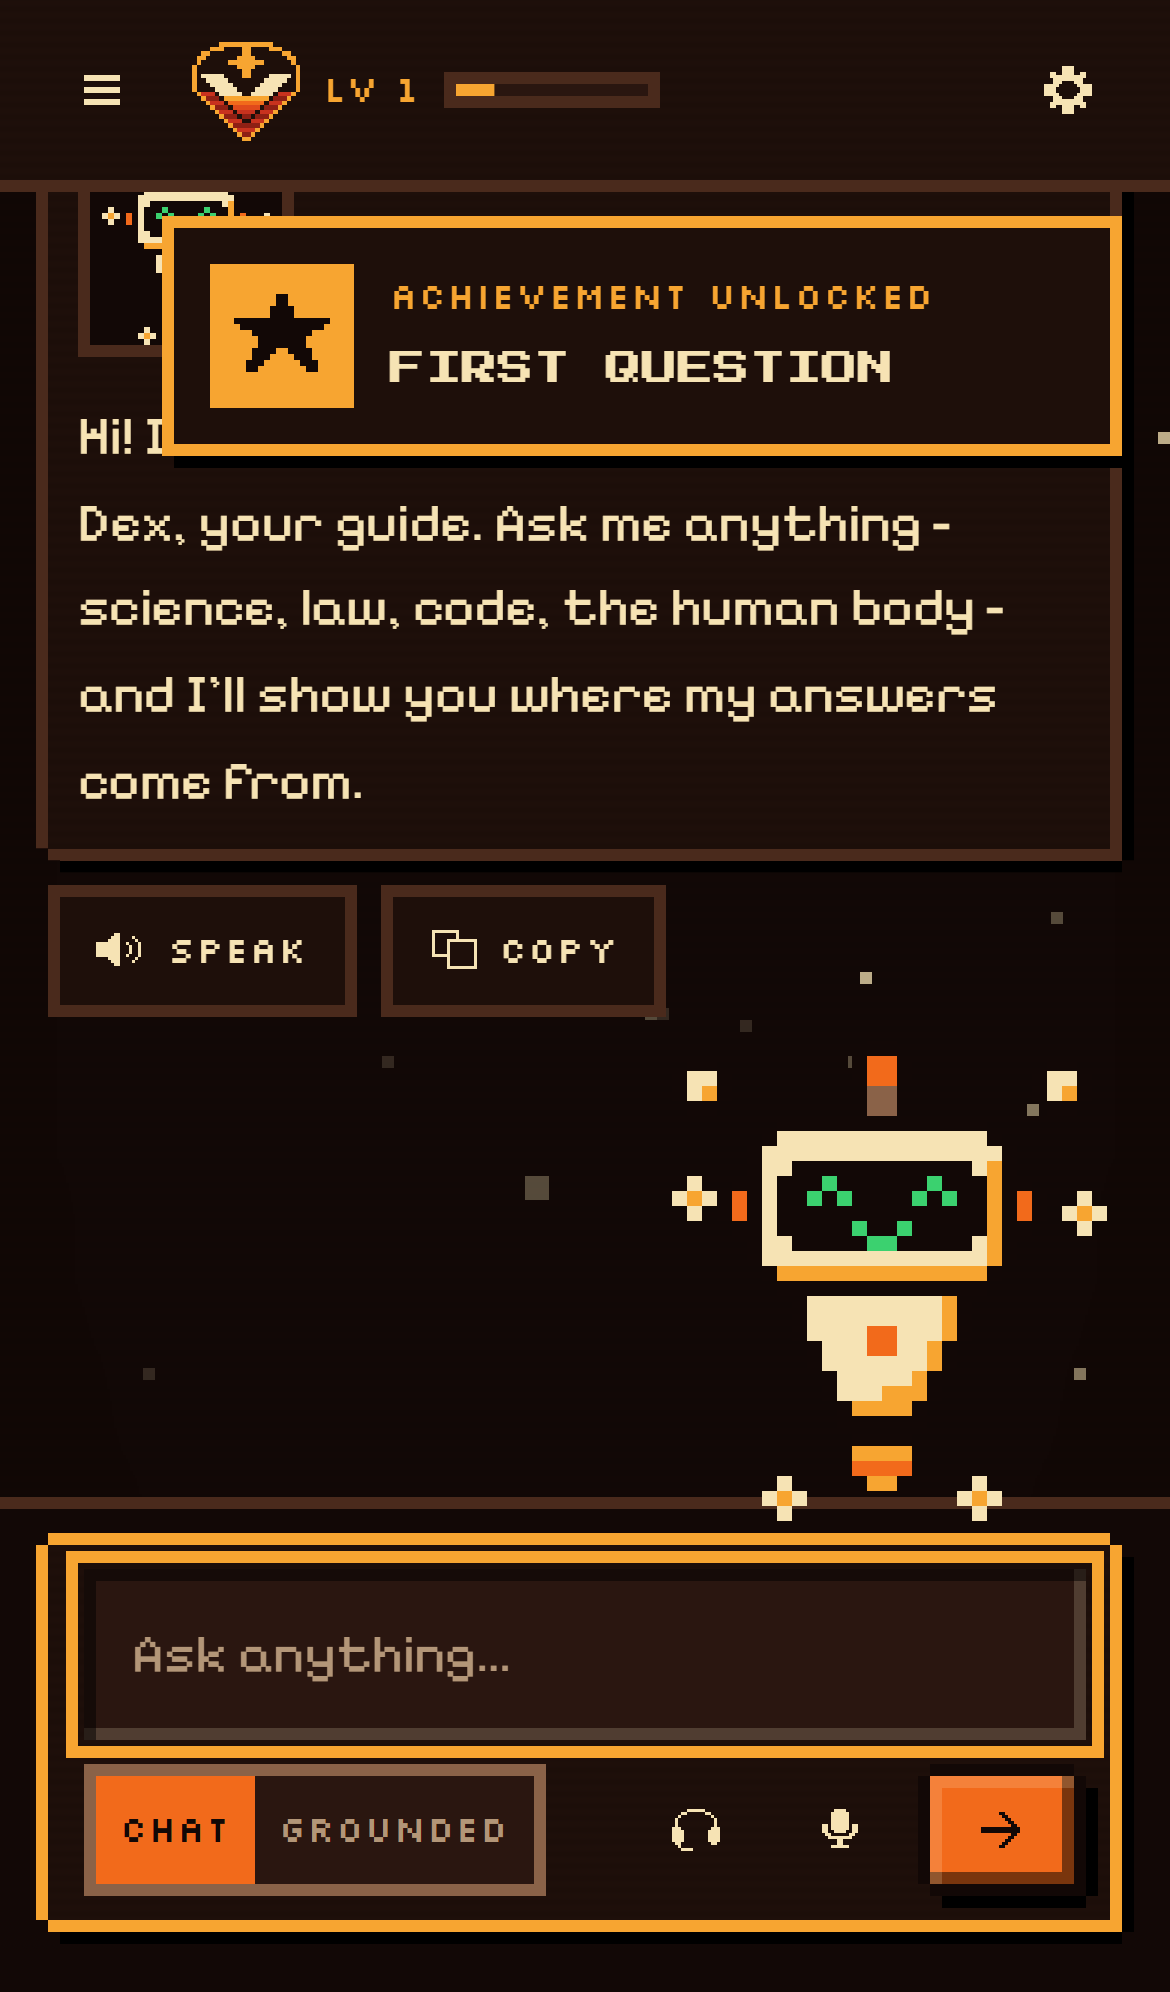 LV 1
ACHIEVEMENT UNLOCKED
FIRST QUESTION
Hi! I
Dex, your guide. Ask me anything -
science, law, code, the human body -
and I'll show you where my answers
come from.
SPEAK COPY
Ask anything...
CHAT GROUNDED